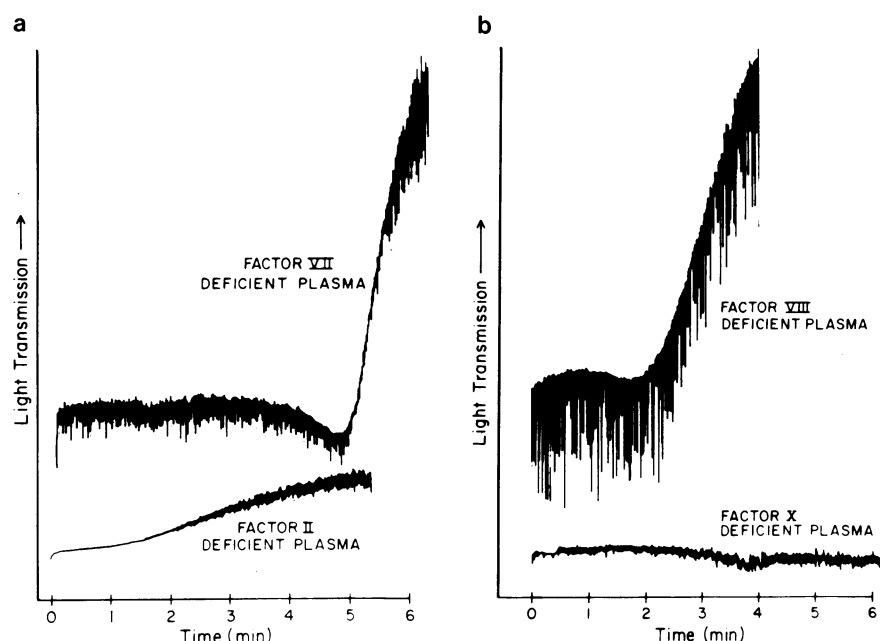 a
b
Light Transmission
FACTOR VII
DEFICIENT PLASMA
FACTOR II
DEFICIENT PLASMA
0 1 2 3 4 5 6
Time (min)
Light Transmission
FACTOR VIII
DEFICIENT PLASMA
FACTOR X
DEFICIENT PLASMA
0 1 2 3 4 5 6
Time (min)